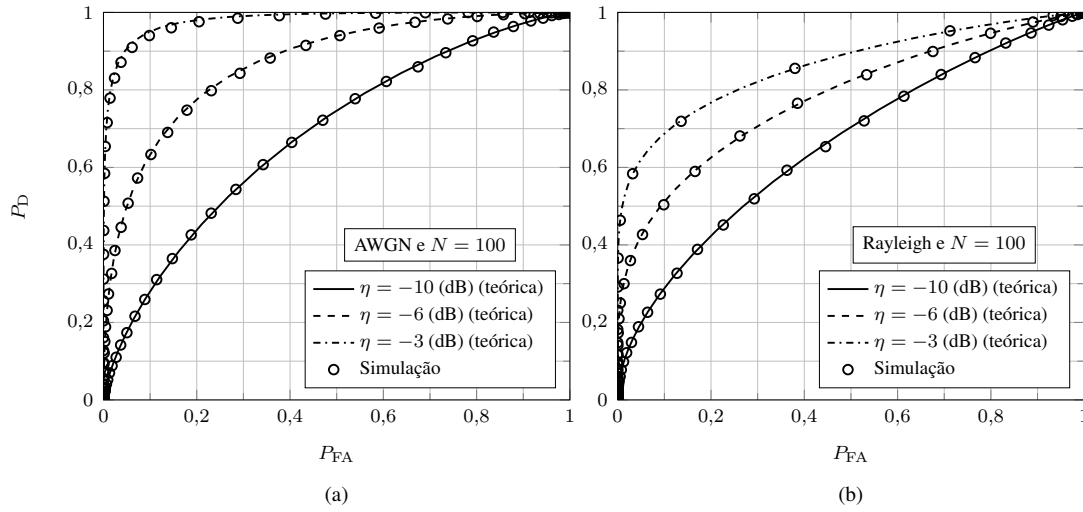 1
0,8
0,6
0,4
0,2
0
P_D
AWGN e N = 100
η = −10 (dB) (teórica)
η = −6 (dB) (teórica)
η = −3 (dB) (teórica)
Simulação
0 0,2 0,4 0,6 0,8 1
P_FA
(a)
1
0,8
0,6
0,4
0,2
0
Rayleigh e N = 100
η = −10 (dB) (teórica)
η = −6 (dB) (teórica)
η = −3 (dB) (teórica)
Simulação
0 0,2 0,4 0,6 0,8 1
P_FA
(b)